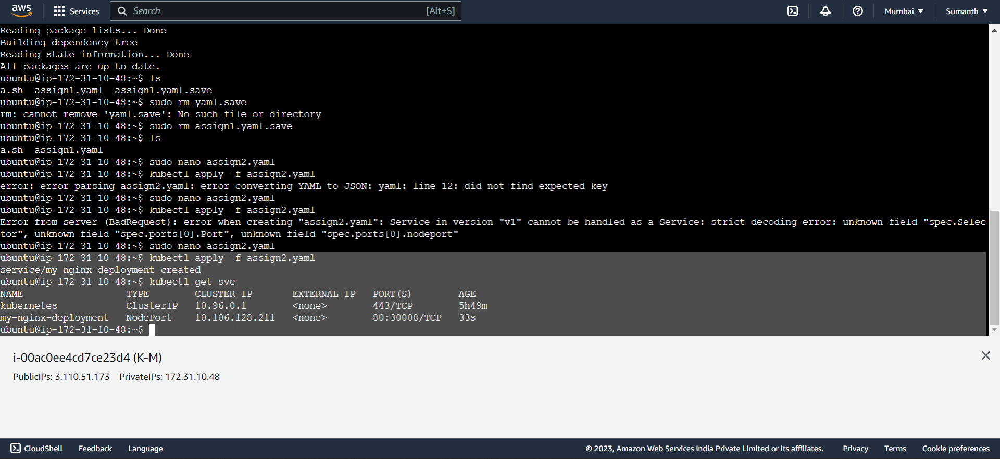 aws Services Search [Alt+S] Mumbai ▼ Sumanth ▼
Reading package lists... Done
Building dependency tree
Reading state information... Done
All packages are up to date.
ubuntu@ip-172-31-10-48:~$ ls
a.sh  assign1.yaml  assign1.yaml.save
ubuntu@ip-172-31-10-48:~$ sudo rm yaml.save
rm: cannot remove 'yaml.save': No such file or directory
ubuntu@ip-172-31-10-48:~$ sudo rm assign1.yaml.save
ubuntu@ip-172-31-10-48:~$ ls
a.sh  assign1.yaml
ubuntu@ip-172-31-10-48:~$ sudo nano assign2.yaml
ubuntu@ip-172-31-10-48:~$ kubectl apply -f assign2.yaml
error: error parsing assign2.yaml: error converting YAML to JSON: yaml: line 12: did not find expected key
ubuntu@ip-172-31-10-48:~$ sudo nano assign2.yaml
ubuntu@ip-172-31-10-48:~$ kubectl apply -f assign2.yaml
Error from server (BadRequest): error when creating "assign2.yaml": Service in version "v1" cannot be handled as a Service: strict decoding error: unknown field "spec.Selec
tor", unknown field "spec.ports[0].Port", unknown field "spec.ports[0].nodeport"
ubuntu@ip-172-31-10-48:~$ sudo nano assign2.yaml
ubuntu@ip-172-31-10-48:~$ kubectl apply -f assign2.yaml
service/my-nginx-deployment created
ubuntu@ip-172-31-10-48:~$ kubectl get svc
NAME                  TYPE        CLUSTER-IP       EXTERNAL-IP   PORT(S)        AGE
kubernetes            ClusterIP   10.96.0.1        <none>        443/TCP        5h49m
my-nginx-deployment   NodePort    10.106.128.211   <none>        80:30008/TCP   33s
ubuntu@ip-172-31-10-48:~$
i-00ac0ee4cd7ce23d4 (K-M)
PublicIPs: 3.110.51.173 PrivateIPs: 172.31.10.48
CloudShell Feedback Language © 2023, Amazon Web Services India Private Limited or its affiliates. Privacy Terms Cookie preferences